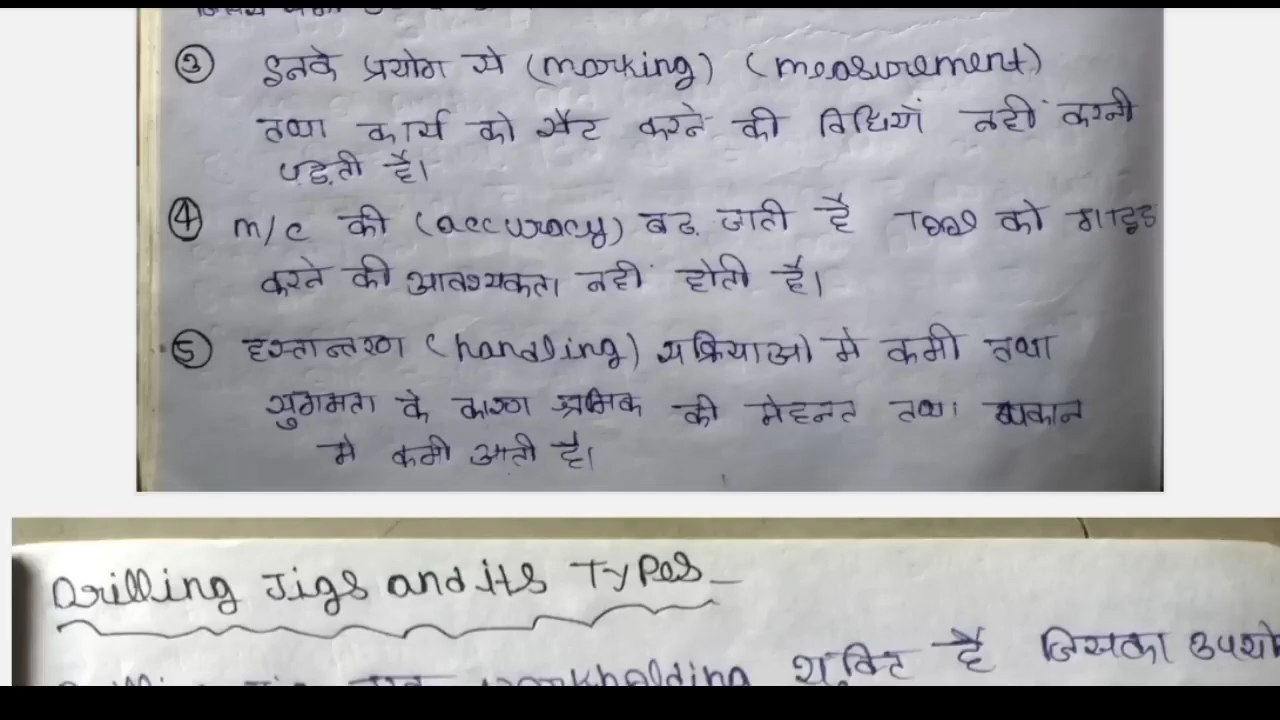 ③ इनके प्रयोग से (marking) (measurement)
तथा कार्य को सैट करने की विधियाँ नहीं करनी
पड़ती है।
④ m/c की (accuracy) बढ़ जाती है Tool को गाइड
करने की आवश्यकता नहीं होती है।
⑤ हस्तान्तरण (handling) प्रक्रियाओ मे कमी तथा
सुगमता के कारण श्रमिक की मेहनत तथा थकान
मे कमी आती है।
Drilling Jigs and its Types_
workholding युक्ति है जिसका उपयो